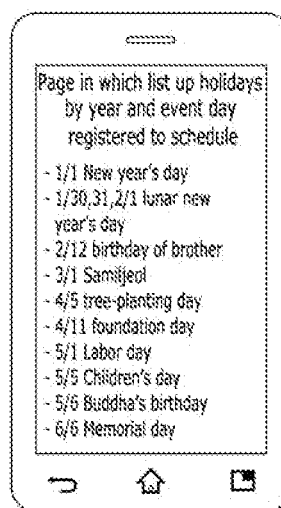 Page in which list up holidays
by year and event day
registered to schedule
- 1/1 New year's day
- 1/30,31,2/1 lunar new
year's day
- 2/12 birthday of brother
- 3/1 Samiljeol
- 4/5 tree-planting day
- 4/11 foundation day
- 5/1 Labor day
- 5/5 Children's day
- 5/6 Buddha's birthday
- 6/6 Memorial day